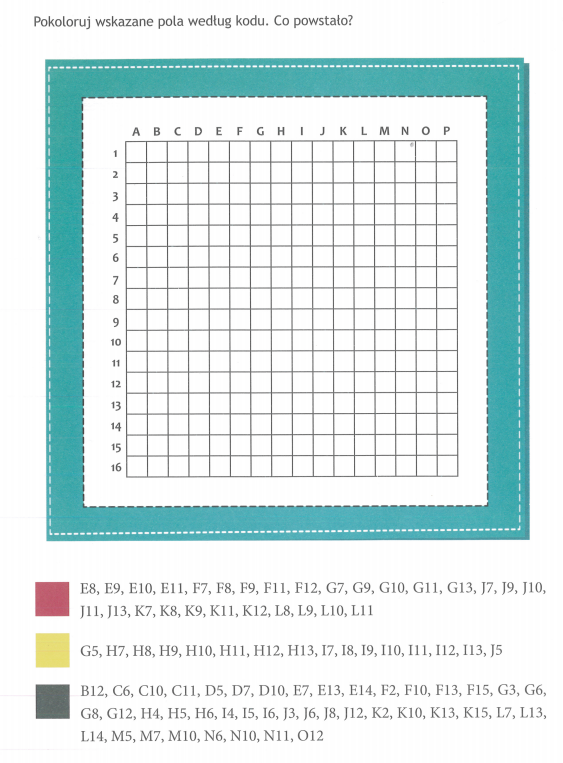 Pokoloruj wskazane pola według kodu. Co powstało?
A B C D E F G H I J K L M N O P
1
2
3
4
5
6
7
8
9
10
11
12
13
14
15
16
E8, E9, E10, E11, F7, F8, F9, F11, F12, G7, G9, G10, G11, G13, J7, J9, J10,
J11, J13, K7, K8, K9, K11, K12, L8, L9, L10, L11
G5, H7, H8, H9, H10, H11, H12, H13, I7, I8, I9, I10, I11, I12, I13, J5
B12, C6, C10, C11, D5, D7, D10, E7, E13, E14, F2, F10, F13, F15, G3, G6,
G8, G12, H4, H5, H6, I4, I5, I6, J3, J6, J8, J12, K2, K10, K13, K15, L7, L13,
L14, M5, M7, M10, N6, N10, N11, O12